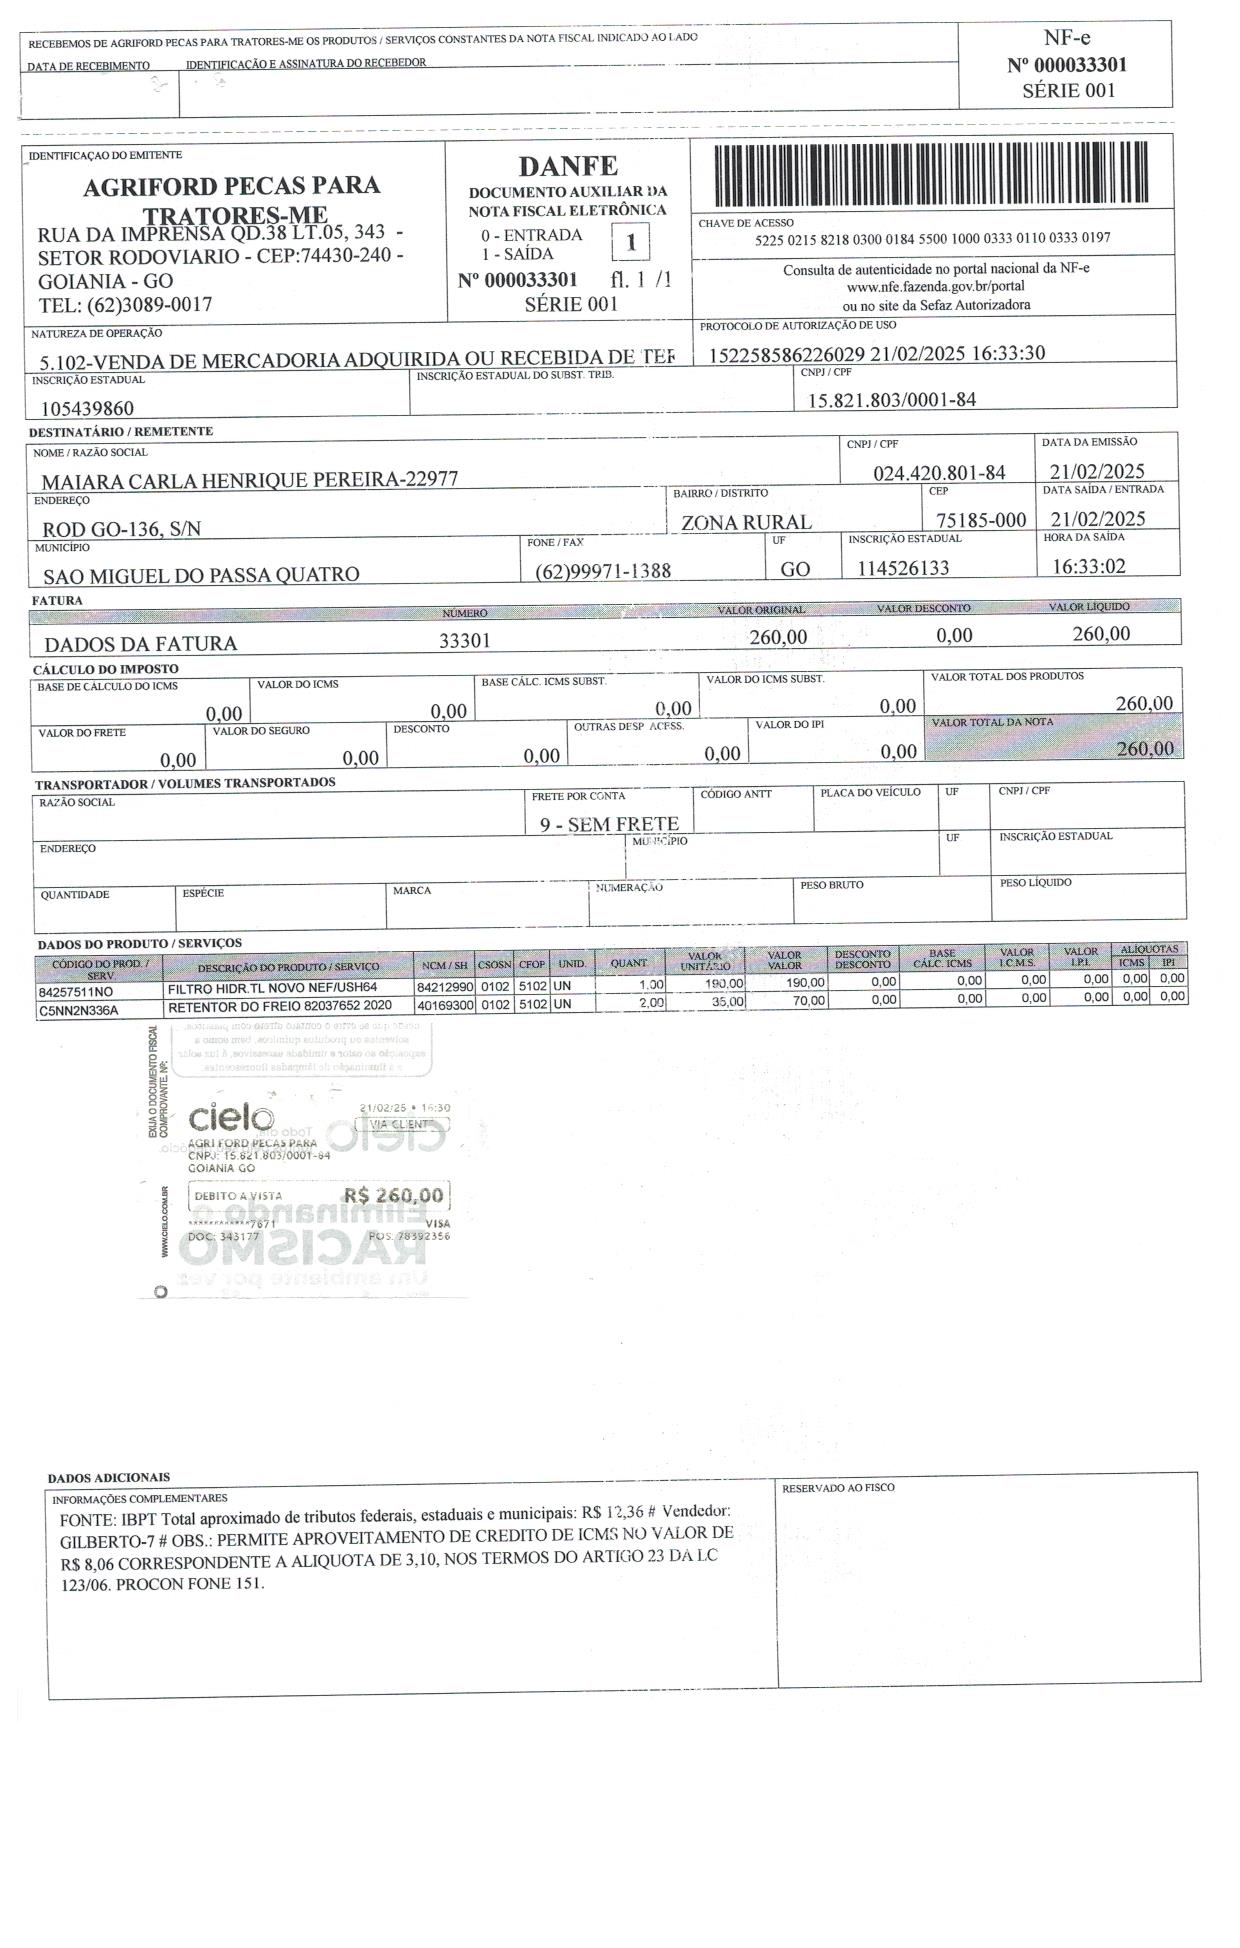 RECEBEMOS DE AGRIFORD PECAS PARA TRATORES-ME OS PRODUTOS / SERVIÇOS CONSTANTES DA NOTA FISCAL INDICADO AO LADO
DATA DE RECEBIMENTO IDENTIFICAÇÃO E ASSINATURA DO RECEBEDOR
NF-e
Nº 000033301
SÉRIE 001
IDENTIFICAÇAO DO EMITENTE
AGRIFORD PECAS PARA
TRATORES-ME
RUA DA IMPRENSA QD.38 LT.05, 343 -
SETOR RODOVIARIO - CEP:74430-240 -
GOIANIA - GO
TEL: (62)3089-0017
DANFE
DOCUMENTO AUXILIAR DA
NOTA FISCAL ELETRÔNICA
0 - ENTRADA
1 - SAÍDA
1
Nº 000033301 fl. 1 /1
SÉRIE 001
CHAVE DE ACESSO
5225 0215 8218 0300 0184 5500 1000 0333 0110 0333 0197
Consulta de autenticidade no portal nacional da NF-e
www.nfe.fazenda.gov.br/portal
ou no site da Sefaz Autorizadora
NATUREZA DE OPERAÇÃO
5.102-VENDA DE MERCADORIA ADQUIRIDA OU RECEBIDA DE TER
PROTOCOLO DE AUTORIZAÇÃO DE USO
152258586226029 21/02/2025 16:33:30
INSCRIÇÃO ESTADUAL INSCRIÇÃO ESTADUAL DO SUBST. TRIB. CNPJ / CPF
105439860 15.821.803/0001-84
DESTINATÁRIO / REMETENTE
NOME / RAZÃO SOCIAL CNPJ / CPF DATA DA EMISSÃO
MAIARA CARLA HENRIQUE PEREIRA-22977 024.420.801-84 21/02/2025
ENDEREÇO BAIRRO / DISTRITO CEP DATA SAÍDA / ENTRADA
ROD GO-136, S/N ZONA RURAL 75185-000 21/02/2025
MUNICÍPIO FONE / FAX UF INSCRIÇÃO ESTADUAL HORA DA SAÍDA
SAO MIGUEL DO PASSA QUATRO (62)99971-1388 GO 114526133 16:33:02
FATURA
NÚMERO VALOR ORIGINAL VALOR DESCONTO VALOR LÍQUIDO
DADOS DA FATURA 33301 260,00 0,00 260,00
CÁLCULO DO IMPOSTO
BASE DE CÁLCULO DO ICMS VALOR DO ICMS BASE CÁLC. ICMS SUBST. VALOR DO ICMS SUBST. VALOR TOTAL DOS PRODUTOS
0,00 0,00 0,00 0,00 260,00
VALOR DO FRETE VALOR DO SEGURO DESCONTO OUTRAS DESP ACESS. VALOR DO IPI VALOR TOTAL DA NOTA
0,00 0,00 0,00 0,00 0,00 260,00
TRANSPORTADOR / VOLUMES TRANSPORTADOS
RAZÃO SOCIAL FRETE POR CONTA CÓDIGO ANTT PLACA DO VEÍCULO UF CNPJ / CPF
9 - SEM FRETE
ENDEREÇO MUNICÍPIO UF INSCRIÇÃO ESTADUAL
QUANTIDADE ESPÉCIE MARCA NUMERAÇÃO PESO BRUTO PESO LÍQUIDO
DADOS DO PRODUTO / SERVIÇOS
CÓDIGO DO PROD. / SERV. DESCRIÇÃO DO PRODUTO / SERVIÇO NCM / SH CSOSN CFOP UNID. QUANT VALOR UNITÁRIO VALOR VALOR DESCONTO DESCONTO BASE CÁLC. ICMS VALOR I.C.M.S. VALOR I.P.I. ALÍQUOTAS ICMS IPI
84257511NO FILTRO HIDR.TL NOVO NEF/USH64 84212990 0102 5102 UN 1,00 190,00 190,00 0,00 0,00 0,00 0,00 0,00 0,00
C5NN2N336A RETENTOR DO FREIO 82037652 2020 40169300 0102 5102 UN 2,00 35,00 70,00 0,00 0,00 0,00 0,00 0,00 0,00
EXIJA O DOCUMENTO FISCAL
COMPROVANTE. Nº:
WWW.CIELO.COM.BR
cielo
21/02/25 • 16:30
VIA CLIENT
AGRI FORD PECAS PARA
CNPJ: 15.821.803/0001-84
GOIANIA GO
DEBITO A VISTA R$ 260,00
************7671 VISA
DOC: 343177 POS: 78392356
Eliminando o
RACISMO
Um ambiente por vez
DADOS ADICIONAIS
INFORMAÇÕES COMPLEMENTARES
FONTE: IBPT Total aproximado de tributos federais, estaduais e municipais: R$ 12,36 # Vendedor:
GILBERTO-7 # OBS.: PERMITE APROVEITAMENTO DE CREDITO DE ICMS NO VALOR DE
R$ 8,06 CORRESPONDENTE A ALIQUOTA DE 3,10, NOS TERMOS DO ARTIGO 23 DA LC
123/06. PROCON FONE 151.
RESERVADO AO FISCO